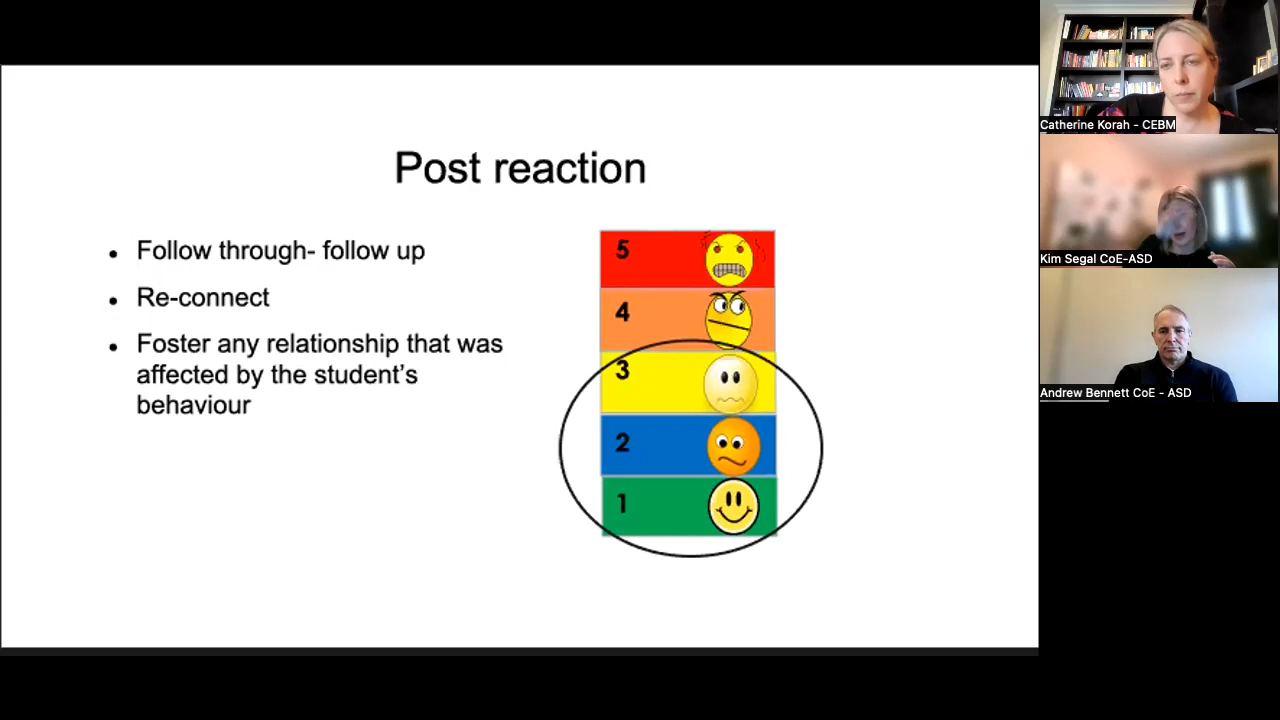 Post reaction
Follow through- follow up
Re-connect
Foster any relationship that was
affected by the student's
behaviour
5
4
3
2
1
Catherine Korah - CEBM
Kim Segal CoE-ASD
Andrew Bennett CoE - ASD